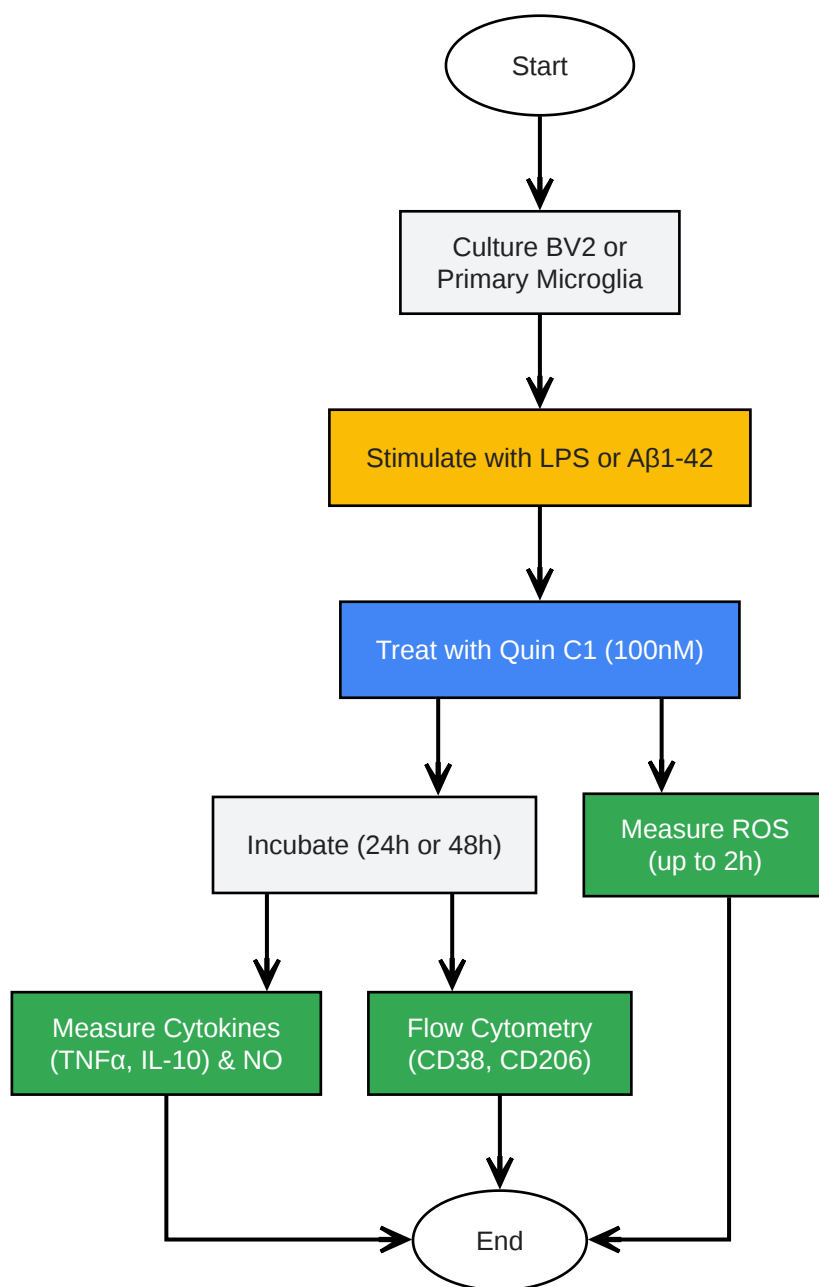 Start
Culture BV2 or
Primary Microglia
Stimulate with LPS or Aβ1-42
Treat with Quin C1 (100nM)
Incubate (24h or 48h)
Measure ROS
(up to 2h)
Measure Cytokines
(TNFα, IL-10) & NO
Flow Cytometry
(CD38, CD206)
End